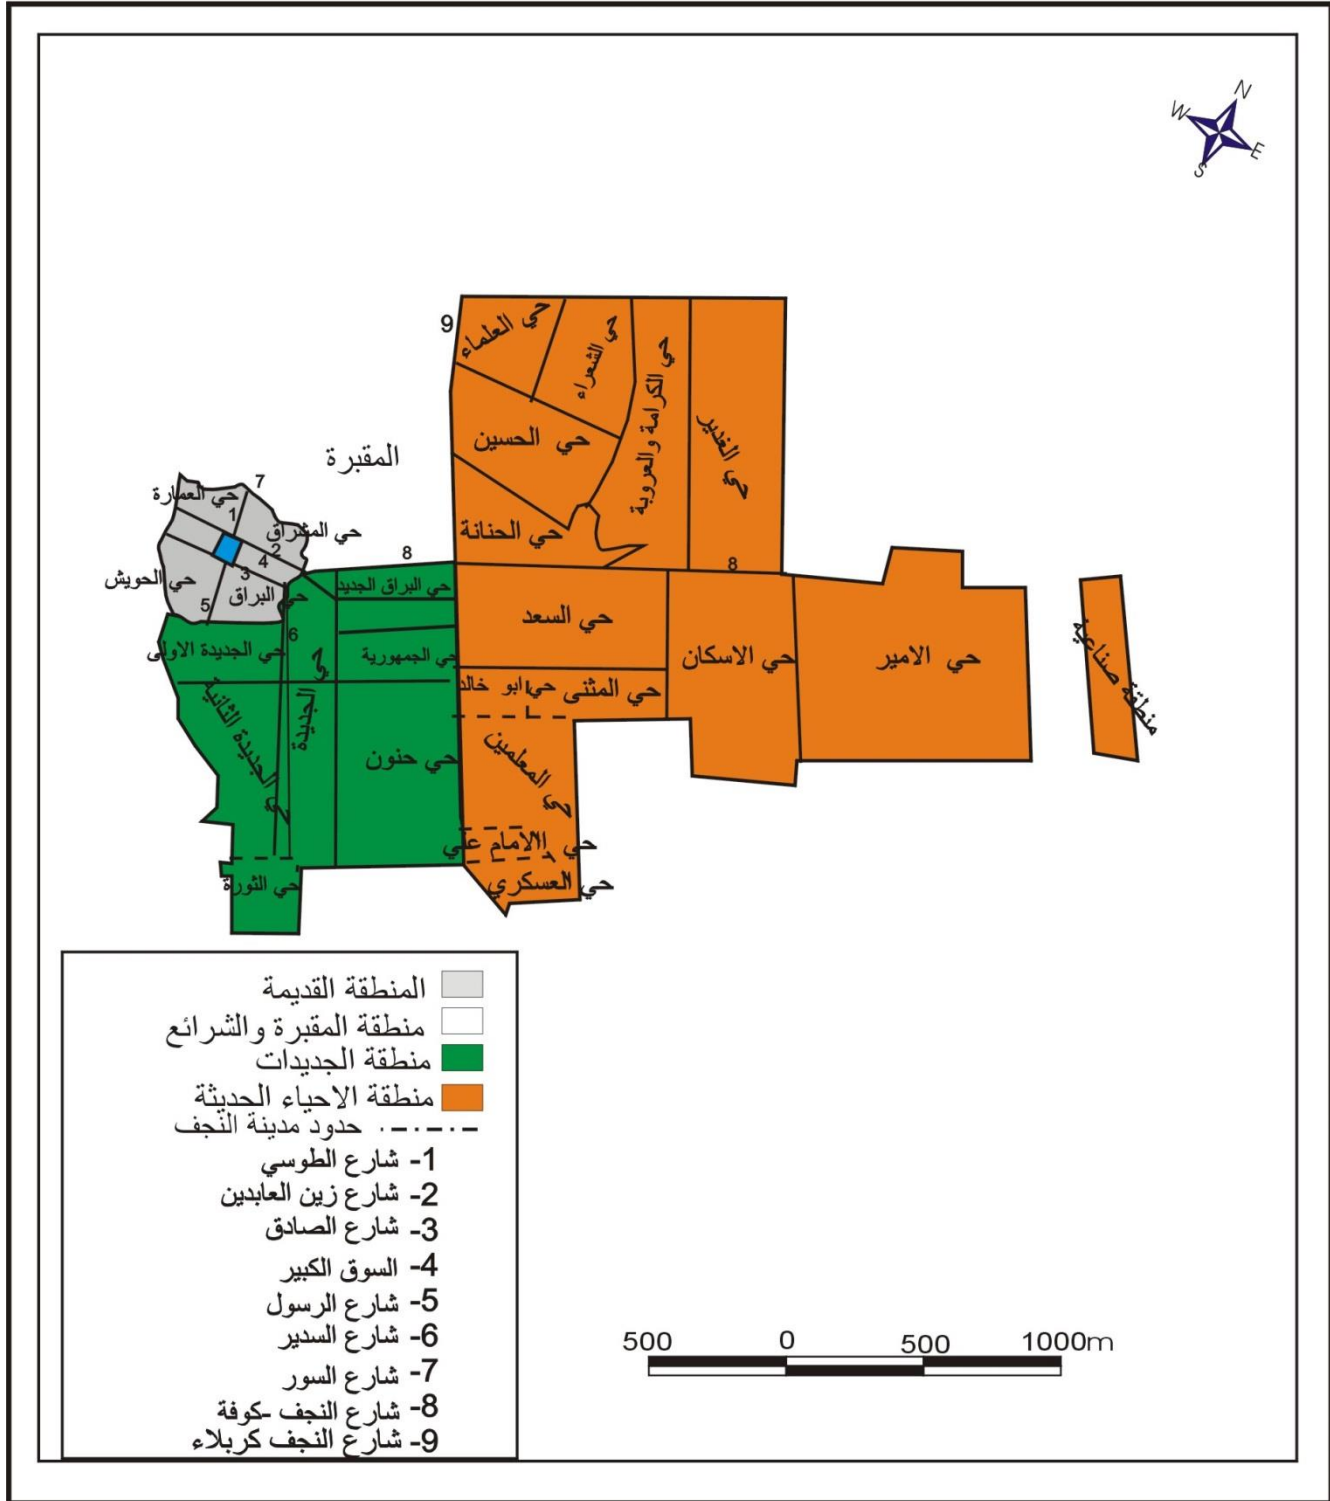 N
W
E
S
9
حي العلماء
حي الشعراء
حي الكرامة والعروبة
حي الغدير
حي الحسين
المقبرة
7
حي العمارة
1
حي المشراق
2
4
3
حي الحويش
حي البراق
5
حي الحنانة
8
8
حي البراق الجديد
حي السعد
6
حي الجديدة الاولى
حي الجمهورية
حي الجديدة
حي الجديدة الثانية
حي ابو خالد
حي المثنى
حي الاسكان
حي الامير
منطقة صناعية
حي حنون
حي المعلمين
حي الامام علي
حي العسكري
حي الثورة
المنطقة القديمة
منطقة المقبرة والشرائع
منطقة الجديدات
منطقة الاحياء الحديثة
حدود مدينة النجف
1- شارع الطوسي
2- شارع زين العابدين
3- شارع الصادق
4- السوق الكبير
5- شارع الرسول
6- شارع السدير
7- شارع السور
8- شارع النجف -كوفة
9- شارع النجف كربلاء
500 0 500 1000m